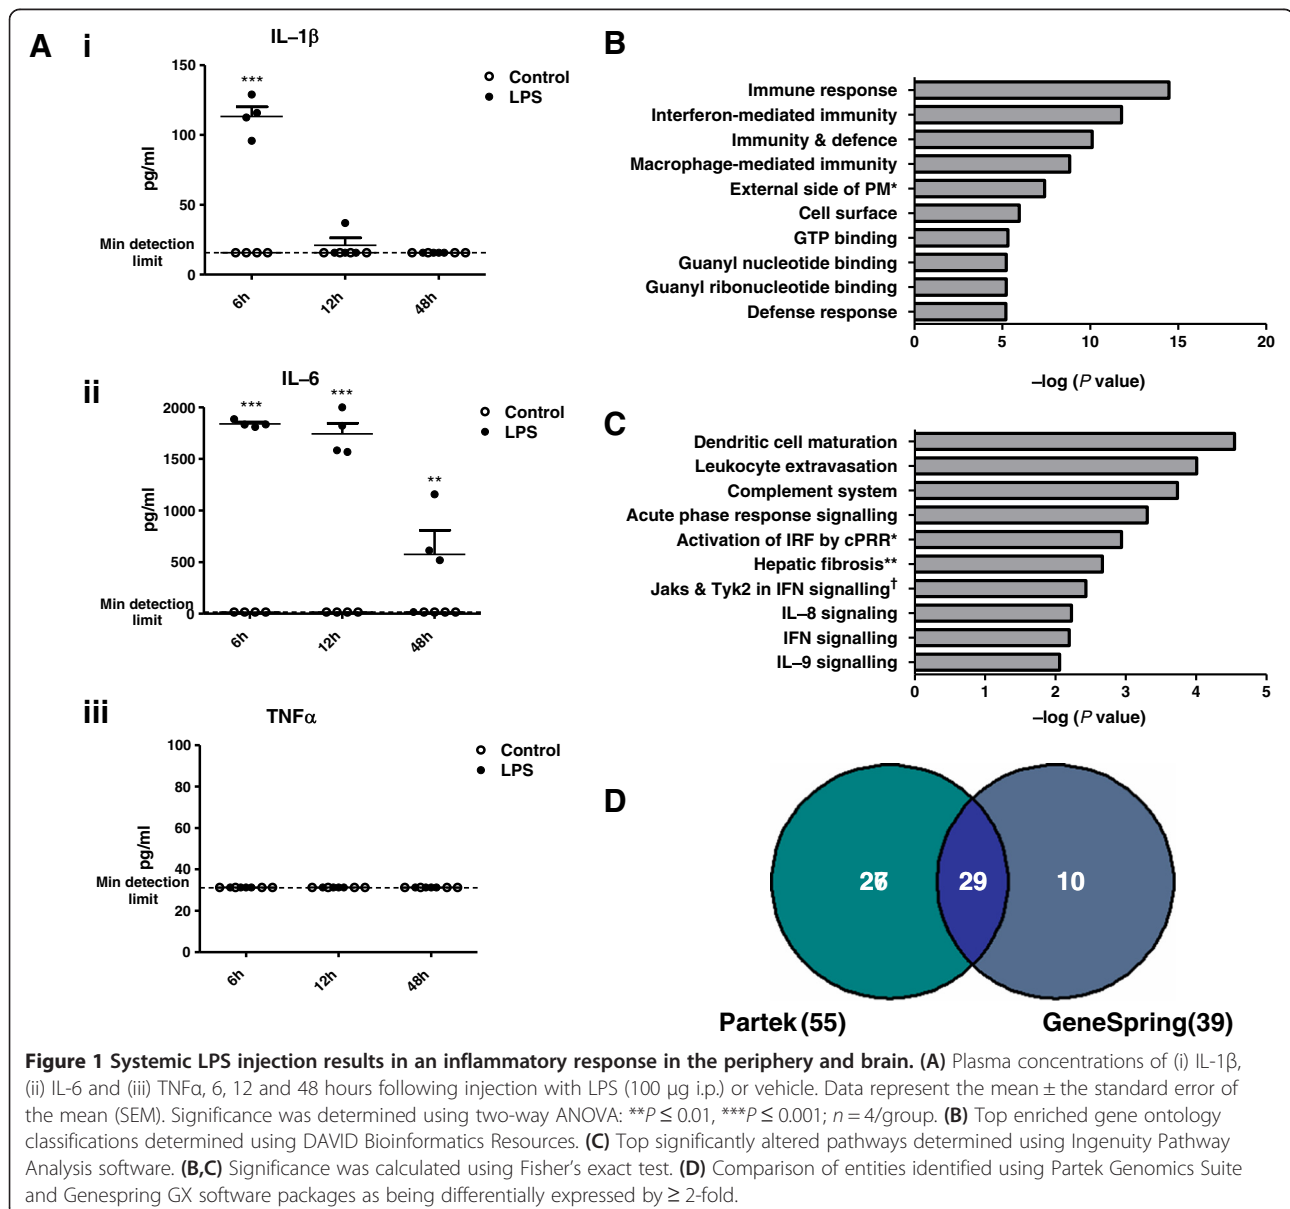 A i
IL–1β
150
100
50
0
pg/ml
Min detection
limit
***
Control
LPS
6h
12h
48h
ii
IL–6
2000
1500
1000
500
0
pg/ml
Min detection
limit
***
***
**
Control
LPS
6h
12h
48h
iii
TNFα
100
80
60
40
20
0
pg/ml
Min detection
limit
Control
LPS
6h
12h
48h
B
Immune response
Interferon-mediated immunity
Immunity & defence
Macrophage-mediated immunity
External side of PM*
Cell surface
GTP binding
Guanyl nucleotide binding
Guanyl ribonucleotide binding
Defense response
0 5 10 15 20
–log (P value)
C
Dendritic cell maturation
Leukocyte extravasation
Complement system
Acute phase response signalling
Activation of IRF by cPRR*
Hepatic fibrosis**
Jaks & Tyk2 in IFN signalling†
IL–8 signaling
IFN signalling
IL–9 signalling
0 1 2 3 4 5
–log (P value)
D
29 10
Partek (55) GeneSpring(39)
Figure 1 Systemic LPS injection results in an inflammatory response in the periphery and brain. (A) Plasma concentrations of (i) IL-1β,
(ii) IL-6 and (iii) TNFα, 6, 12 and 48 hours following injection with LPS (100 μg i.p.) or vehicle. Data represent the mean ± the standard error of
the mean (SEM). Significance was determined using two-way ANOVA: **P ≤ 0.01, ***P ≤ 0.001; n = 4/group. (B) Top enriched gene ontology
classifications determined using DAVID Bioinformatics Resources. (C) Top significantly altered pathways determined using Ingenuity Pathway
Analysis software. (B,C) Significance was calculated using Fisher's exact test. (D) Comparison of entities identified using Partek Genomics Suite
and Genespring GX software packages as being differentially expressed by ≥ 2-fold.